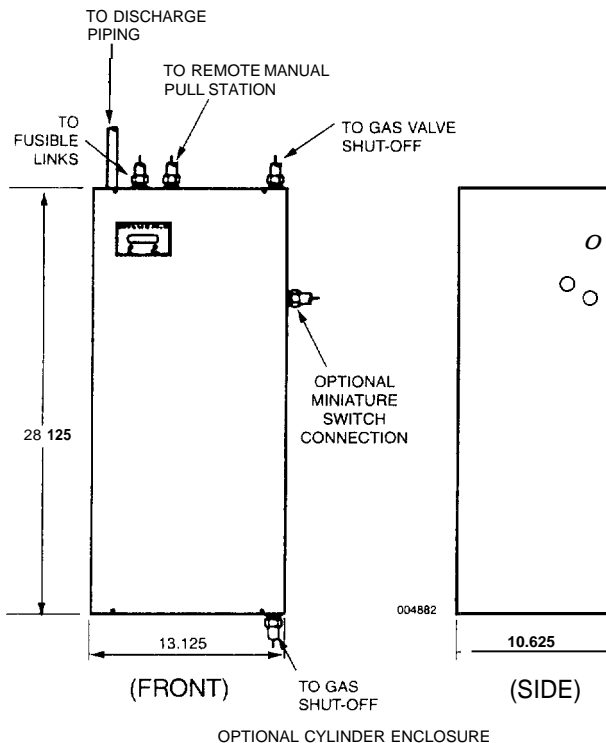 TO DISCHARGE
PIPING
TO REMOTE MANUAL
PULL STATION
TO
FUSIBLE
LINKS
TO GAS VALVE
SHUT-OFF
OPTIONAL
MINIATURE
SWITCH
CONNECTION
28 125
004882
13.125
10.625
(FRONT)
TO GAS
SHUT-OFF
(SIDE)
OPTIONAL CYLINDER ENCLOSURE